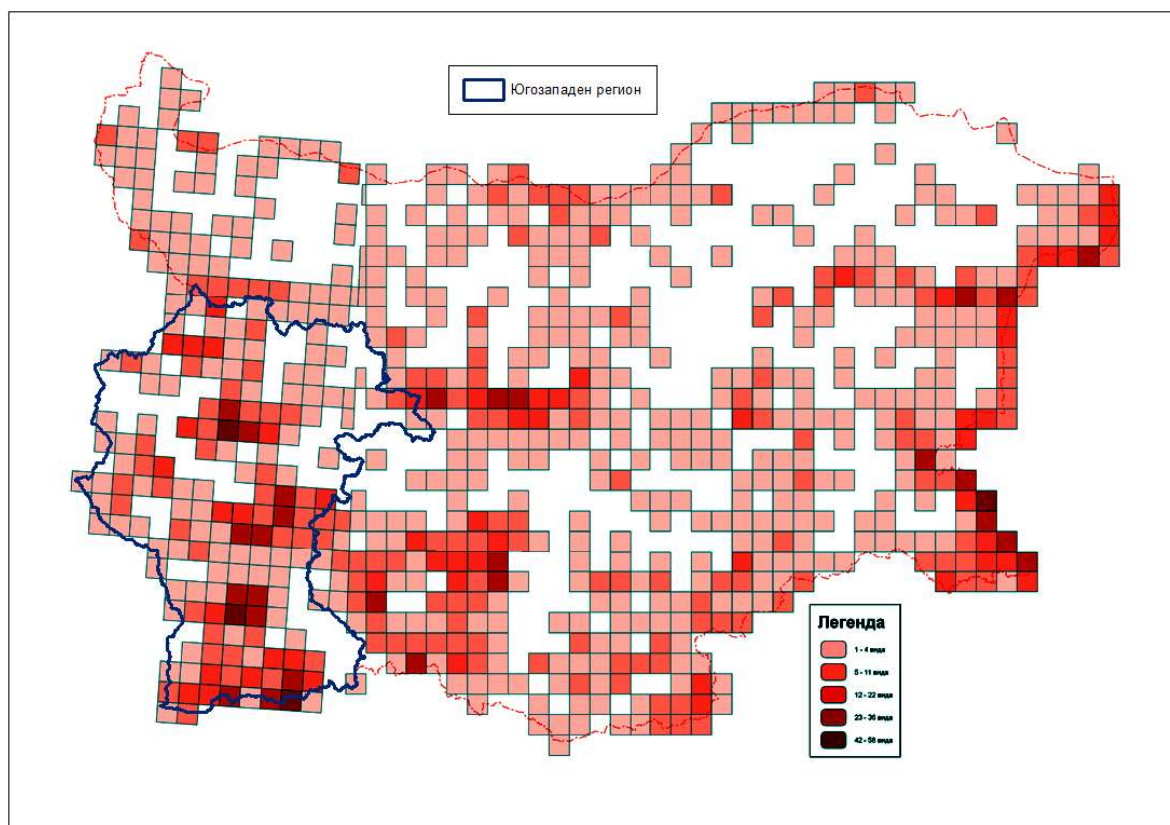 Югозападен регион
Легенда
1 - 4 вида
5 - 11 вида
12 - 22 вида
23 - 36 вида
42 - 58 вида